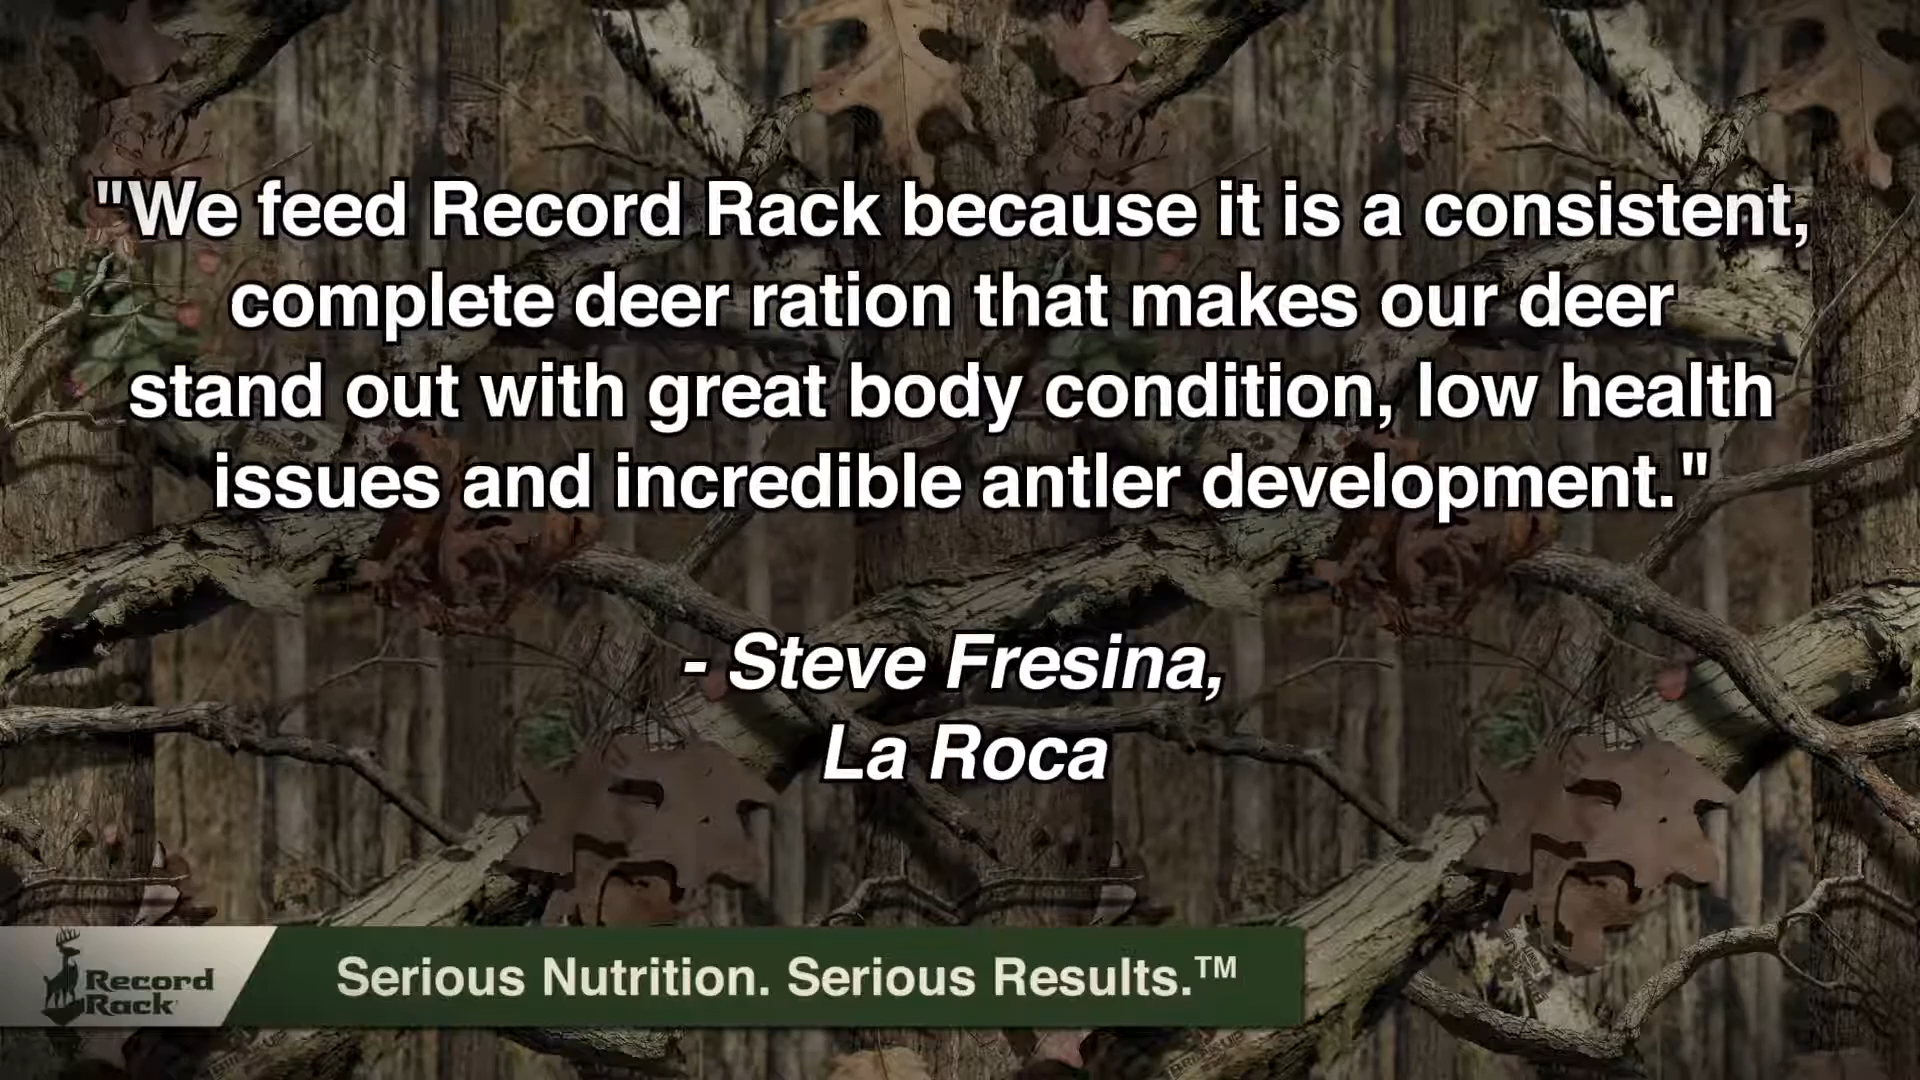 "We feed Record Rack because it is a consistent,
complete deer ration that makes our deer
stand out with great body condition, low health
issues and incredible antler development."
- Steve Fresina,
La Roca
Record
Rack
Serious Nutrition. Serious Results.™